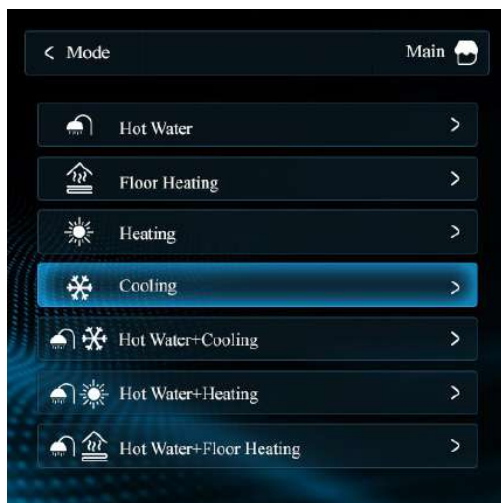 < Mode
Main
Hot Water
Floor Heating
Heating
Cooling
Hot Water+Cooling
Hot Water+Heating
Hot Water+Floor Heating